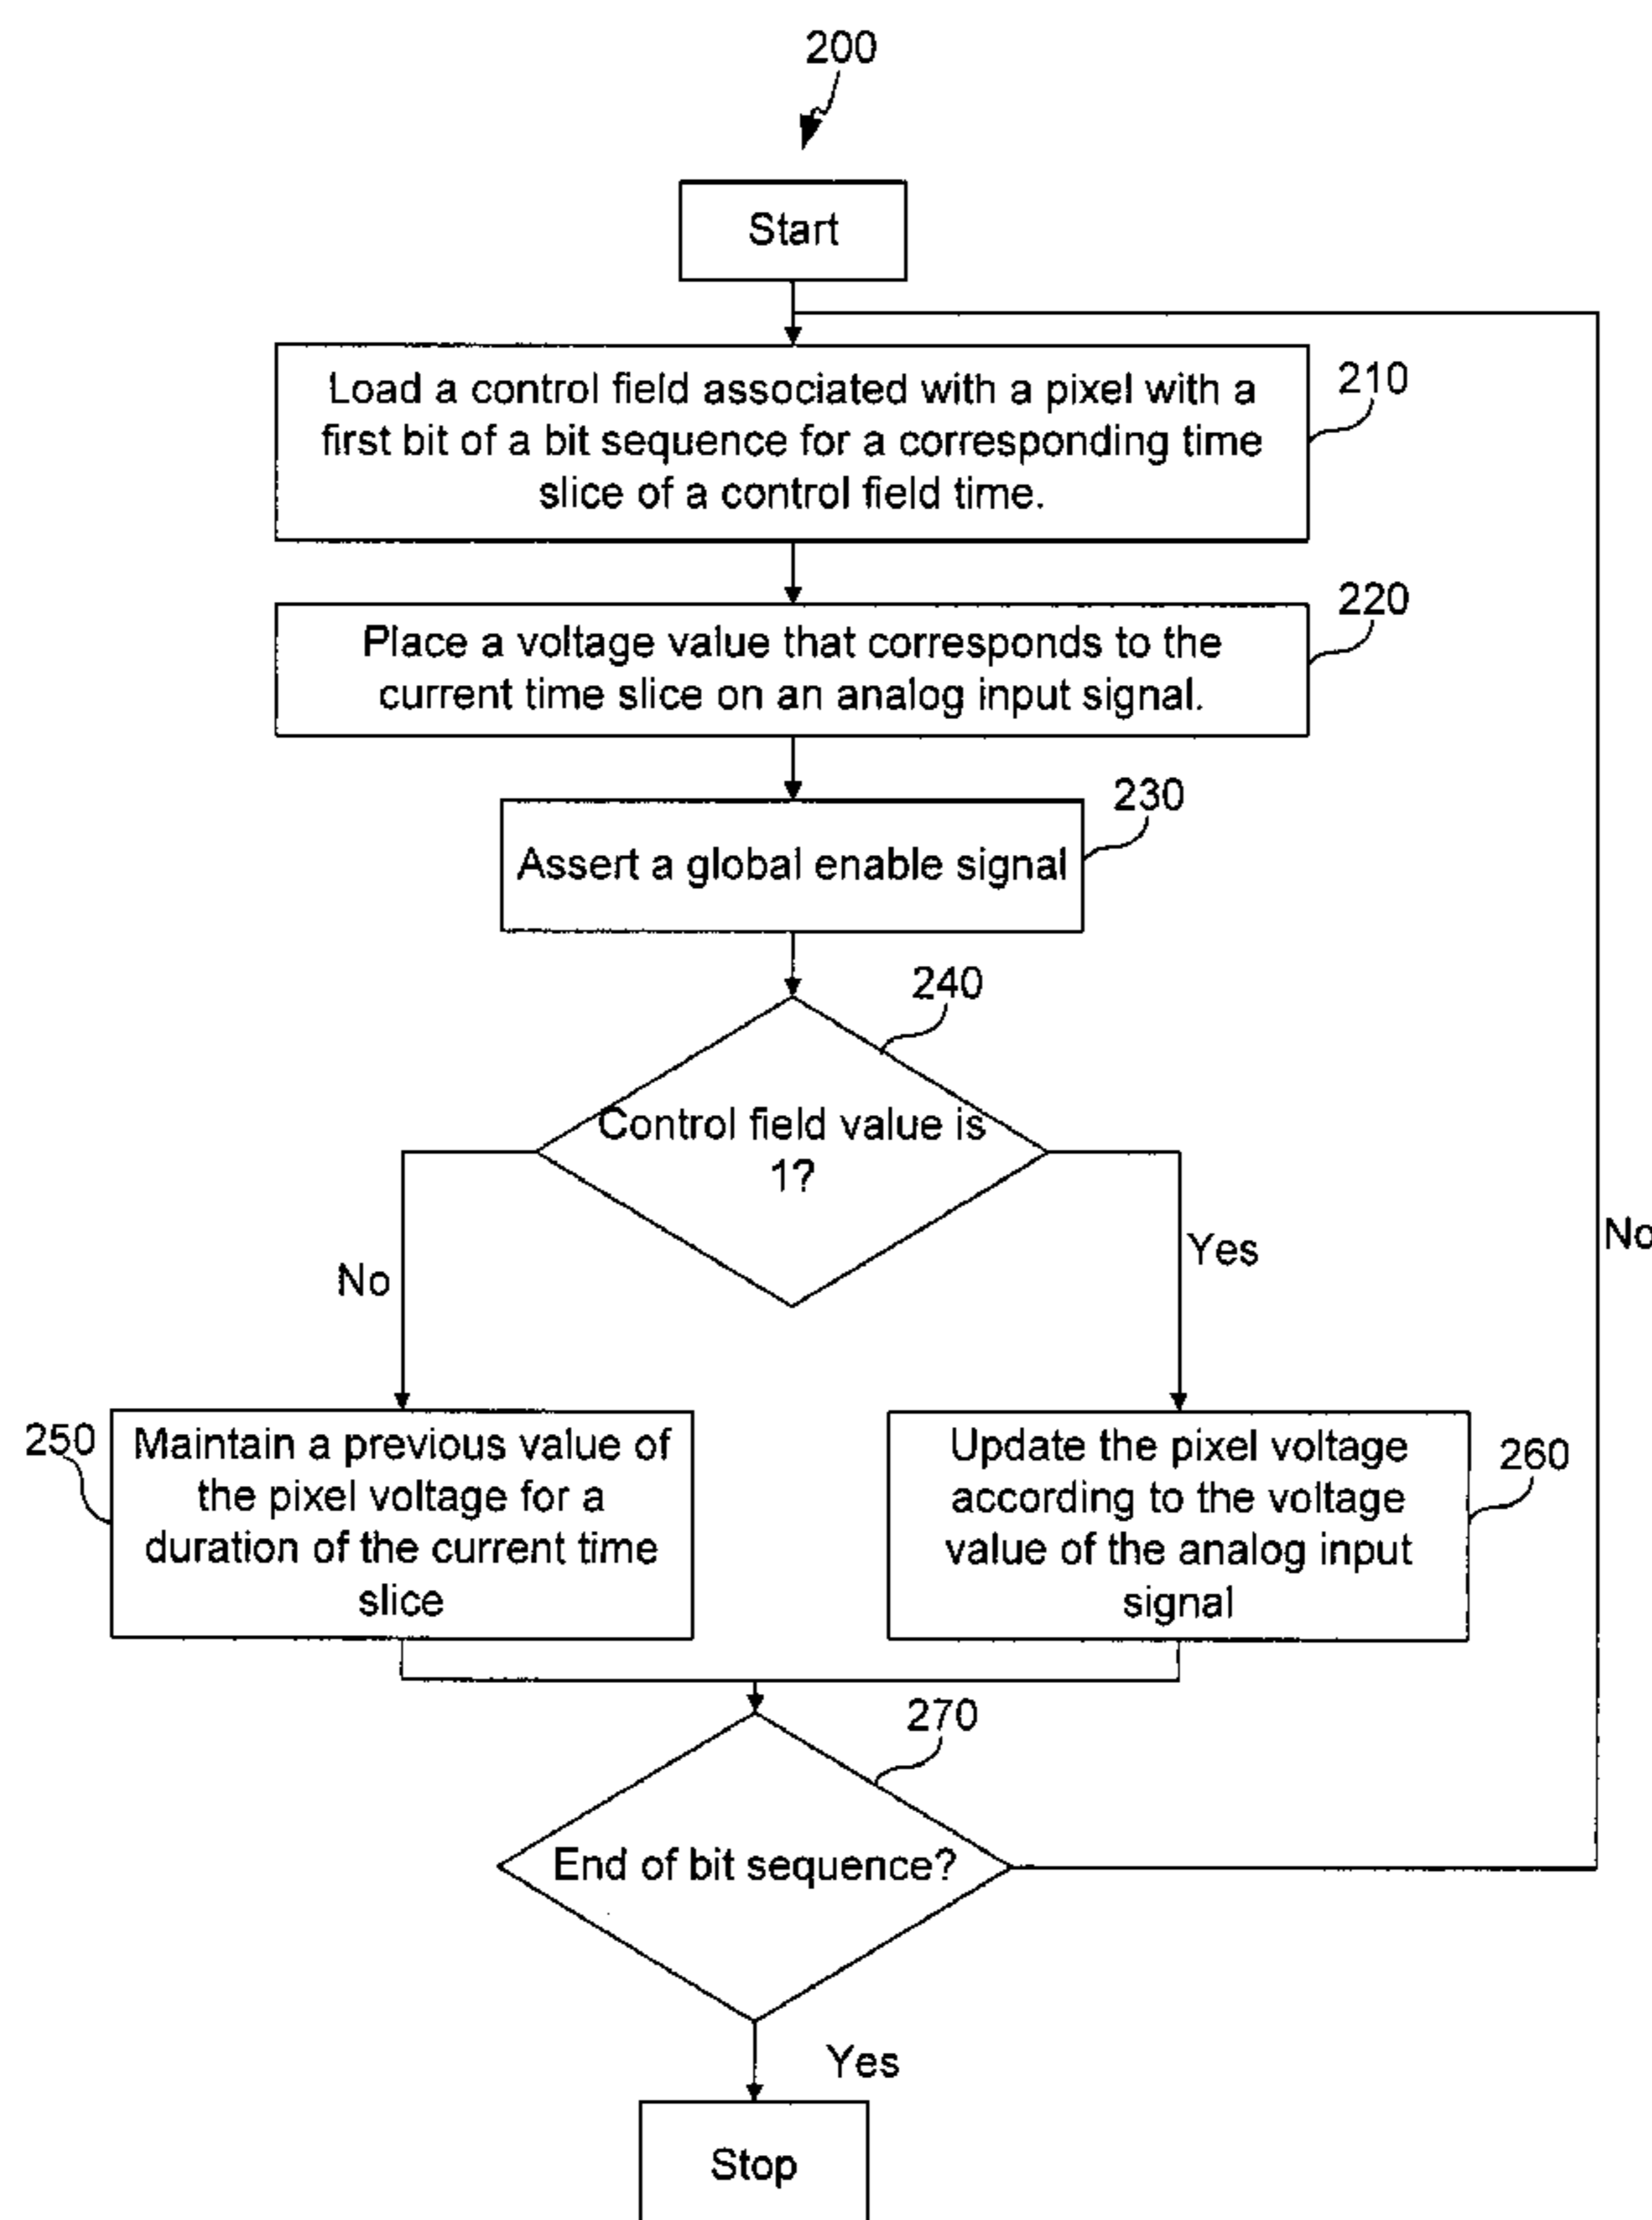 200
Start
Load a control field associated with a pixel with a
first bit of a bit sequence for a corresponding time
slice of a control field time.
210
Place a voltage value that corresponds to the
current time slice on an analog input signal.
220
Assert a global enable signal
230
240
Control field value is
1?
No
Yes
No
250
Maintain a previous value of
the pixel voltage for a
duration of the current time
slice
Update the pixel voltage
according to the voltage
value of the analog input
signal
260
270
End of bit sequence?
Yes
Stop